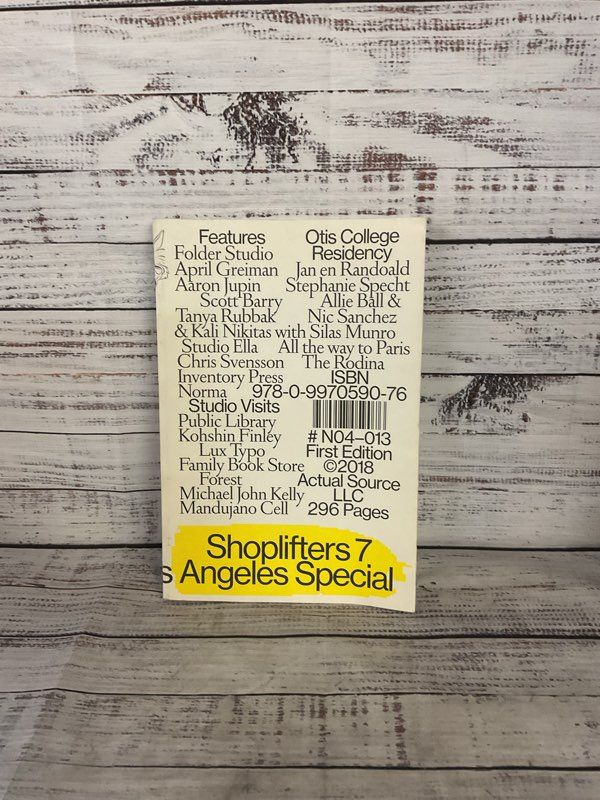 Features
Folder Studio
April Greiman
Aaron Jupin
Scott Barry
Tanya Rubbak
& Kali Nikitas with Silas Munro
Studio Ella
Chris Svensson
Inventory Press
Norma
Studio Visits
Public Library
Kohshin Finley
Lux Typo
Family Book Store
Forest
Michael John Kelly
Mandujano Cell
Otis College
Residency
Jan en Randoald
Stephanie Specht
Allie Ball &
Nic Sanchez
All the way to Paris
The Rodina
ISBN
978-0-9970590-76
# N04–013
First Edition
©2018
Actual Source
LLC
296 Pages
Shoplifters 7
s Angeles Special